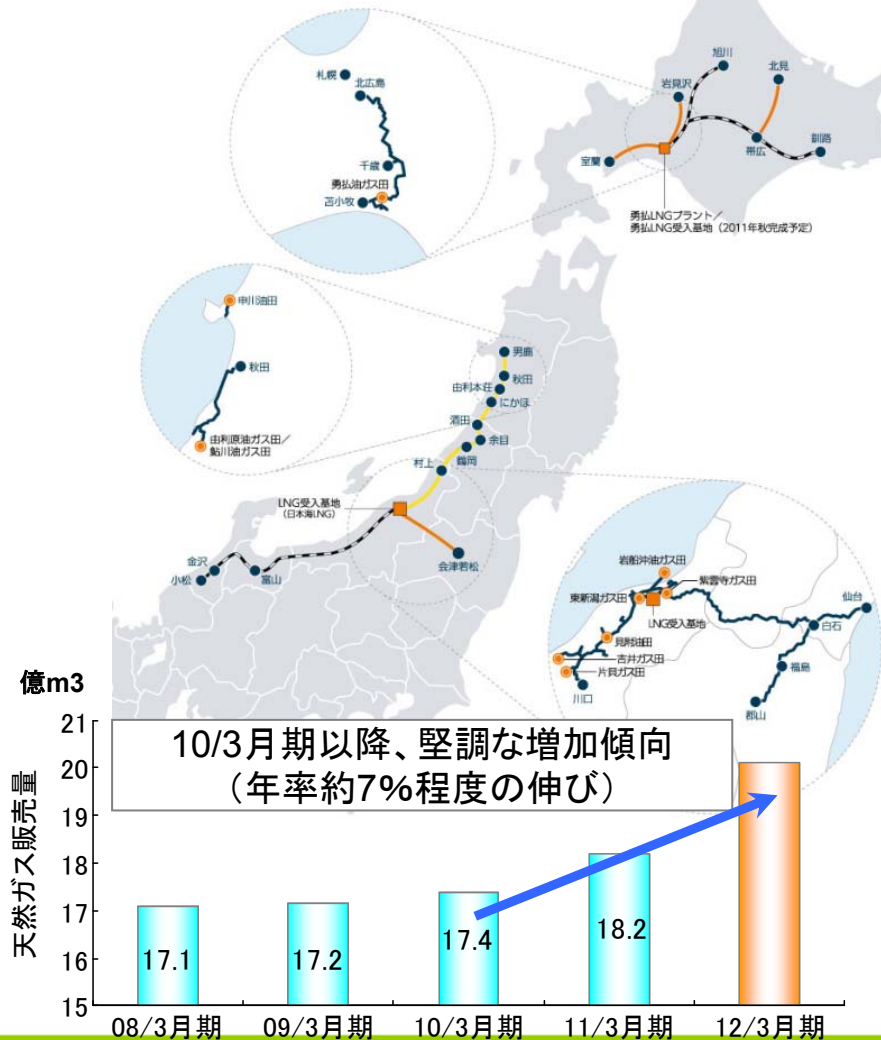 札幌
北広島
千歳
勇払油ガス田
苫小牧
旭川
北見
岩見沢
室蘭
帯広
釧路
勇払LNGプラント／
勇払LNG受入基地（2011年秋完成予定）
申川油田
秋田
由利原油ガス田／
鮎川油ガス田
男鹿
秋田
由利本荘
にかほ
酒田
余目
鶴岡
村上
LNG受入基地
（日本海LNG）
会津若松
金沢
小松
富山
岩船沖油ガス田
紫雲寺ガス田
東新潟ガス田
LNG受入基地
仙台
白石
見附油田
吉井ガス田
片貝ガス田
福島
川口
郡山
億m3
天然ガス販売量
21
20
19
18
17
16
15
10/3月期以降、堅調な増加傾向
（年率約7%程度の伸び）
17.1
17.2
17.4
18.2
08/3月期
09/3月期
10/3月期
11/3月期
12/3月期